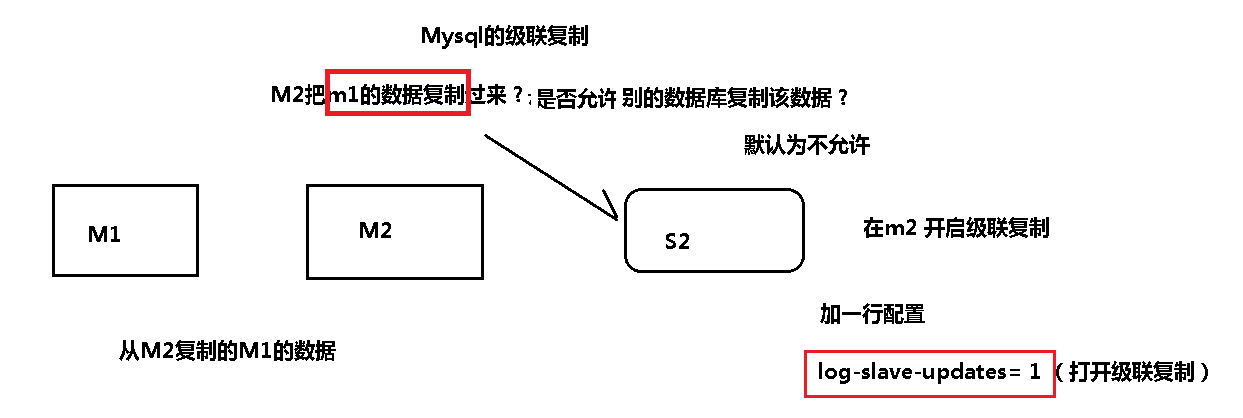 Mysql的级联复制
M2把m1的数据复制过来？：是否允许 别的数据库复制该数据？
默认为不允许
M1
M2
S2
在m2 开启级联复制
加一行配置
从M2复制的M1的数据
log-slave-updates= 1（打开级联复制）